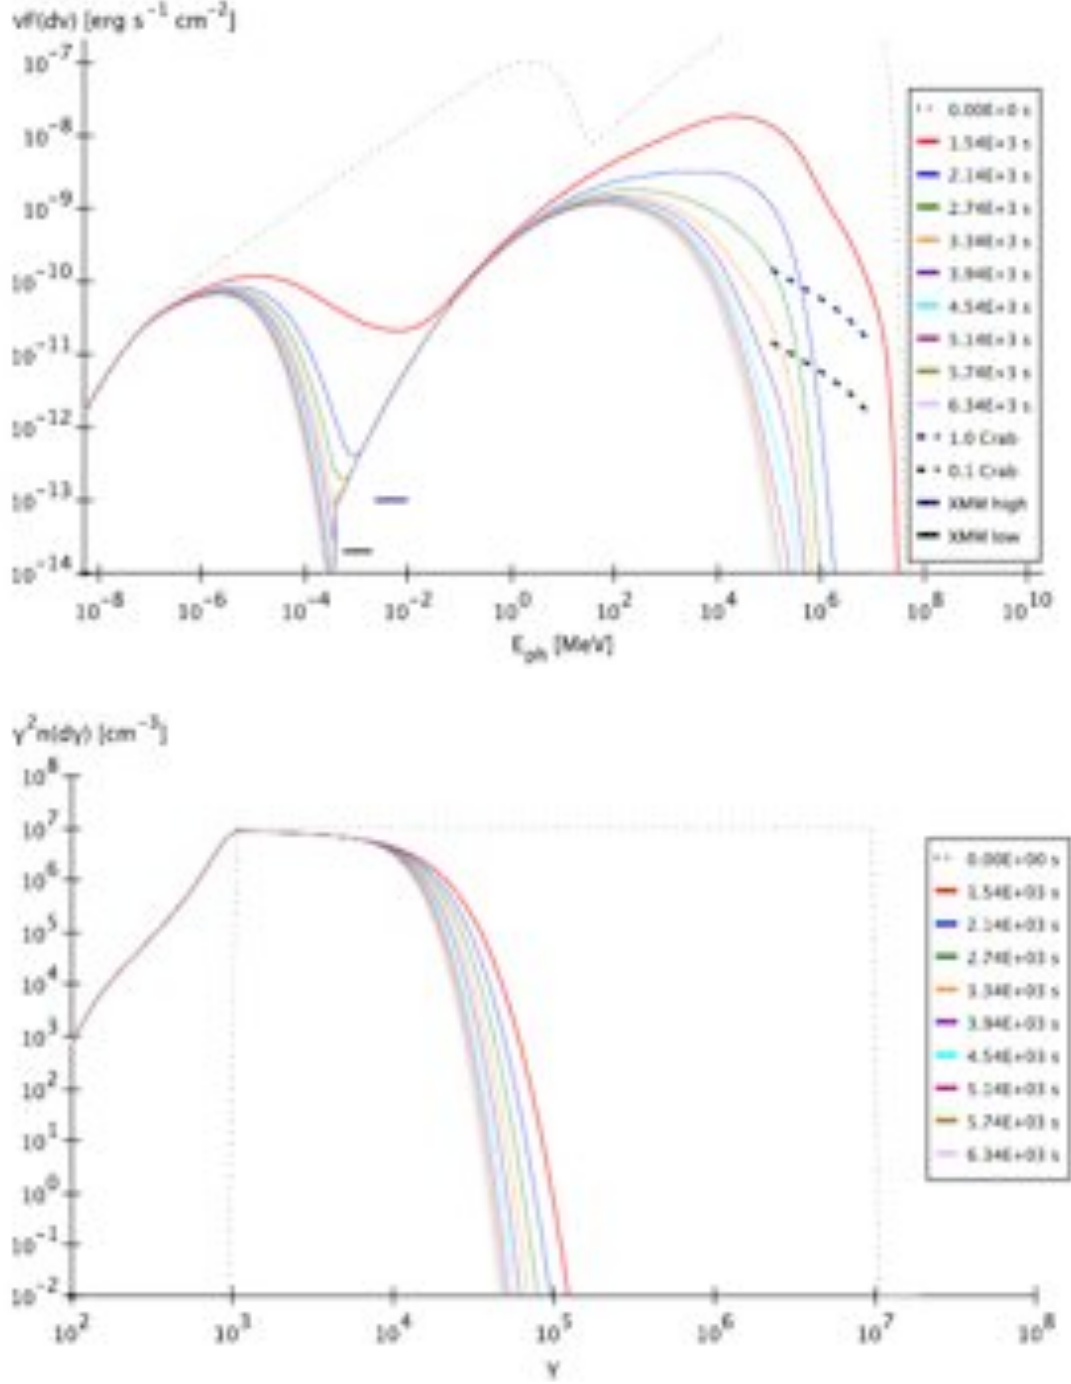 νF(dν) [erg s⁻¹ cm⁻²]
10⁻⁷
10⁻⁸
10⁻⁹
10⁻¹⁰
10⁻¹¹
10⁻¹²
10⁻¹³
10⁻¹⁴
10⁻⁸ 10⁻⁶ 10⁻⁴ 10⁻² 10⁰ 10² 10⁴ 10⁶ 10⁸ 10¹⁰
E_ph [MeV]
0.00E+0 s
1.54E+3 s
2.14E+3 s
2.74E+3 s
3.34E+3 s
3.94E+3 s
4.54E+3 s
5.14E+3 s
5.74E+3 s
6.34E+3 s
1.0 Crab
0.1 Crab
XMW high
XMW low
γ²n(dγ) [cm⁻³]
10⁸
10⁷
10⁶
10⁵
10⁴
10³
10²
10¹
10⁰
10⁻¹
10⁻²
10² 10³ 10⁴ 10⁵ 10⁶ 10⁷ 10⁸
γ
0.00E+00 s
1.54E+03 s
2.14E+03 s
2.74E+03 s
3.34E+03 s
3.94E+03 s
4.54E+03 s
5.14E+03 s
5.74E+03 s
6.34E+03 s